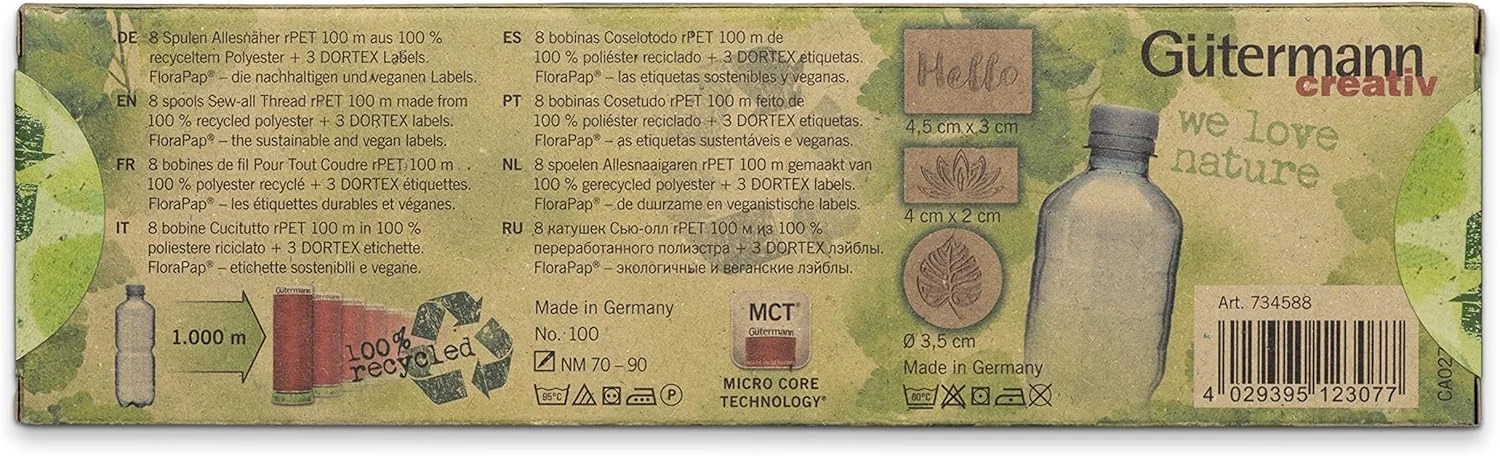 DE 8 Spulen Allesnäher rPET 100 m aus 100 %
recyceltem Polyester + 3 DORTEX Labels.
FloraPap® – die nachhaltigen und veganen Labels.
EN 8 spools Sew-all Thread rPET 100 m made from
100 % recycled polyester + 3 DORTEX labels.
FloraPap® – the sustainable and vegan labels.
FR 8 bobines de fil Pour Tout Coudre rPET 100 m
100 % polyester recyclé + 3 DORTEX étiquettes.
FloraPap® – les étiquettes durables et véganes.
IT 8 bobine Cucitutto rPET 100 m in 100 %
poliestere riciclato + 3 DORTEX etichette.
FloraPap® – etichette sostenibili e vegane.
1.000 m
Gütermann
100%
recycled
ES 8 bobinas Coselotodo rPET 100 m de
100 % poliéster reciclado + 3 DORTEX etiquetas.
FloraPap® – las etiquetas sostenibles y veganas.
PT 8 bobinas Cosetudo rPET 100 m feito de
100 % poliéster reciclado + 3 DORTEX etiquetas.
FloraPap® – as etiquetas sustentáveis e veganas.
NL 8 spoelen Allesnaaigaren rPET 100 m gemaakt van
100 % gerecycled polyester + 3 DORTEX labels.
FloraPap® – de duurzame en veganistische labels.
RU 8 катушек Сью-олл rPET 100 м из 100 %
переработанного полиэстра + 3 DORTEX лэйблы.
FloraPap® – экологичные и веганские лэйблы.
Made in Germany
No. 100
NM 70 – 90
95°C P
MCT®
Gütermann
MADE IN GERMANY
MICRO CORE
TECHNOLOGY®
Hello
4,5 cm x 3 cm
4 cm x 2 cm
Ø 3,5 cm
Made in Germany
60°C
Gütermann
creativ
we love
nature
Art. 734588
4 029395 123077
CA027